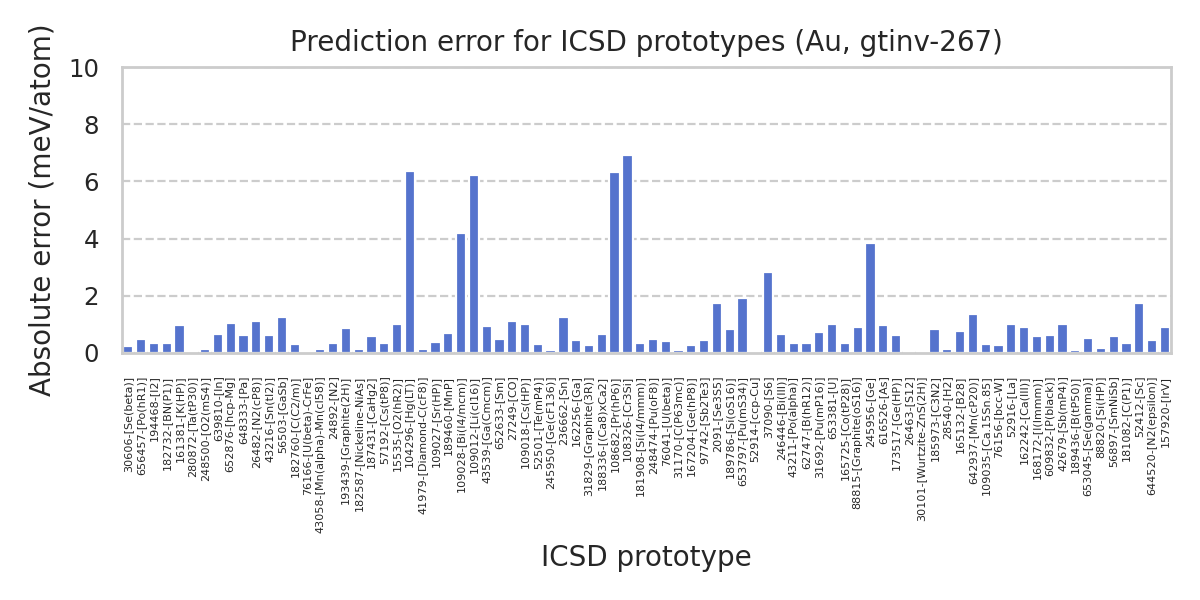 Prediction error for ICSD prototypes (Au, gtinv-267)
Absolute error (meV/atom)
10
8
6
4
2
0
30606-[Se(beta)]
656457-[Po(hR1)]
194468-[I2]
182732-[BN(P1)]
161381-[K(HP)]
280872-[Ta(tP30)]
248500-[O2(mS4)]
639810-[In]
652876-[hcp-Mg]
648333-[Pa]
26482-[N2(cP8)]
43216-[Sn(tI2)]
56503-[GaSb]
182760-[C(C2/m)]
76166-[U(beta)-CrFe]
43058-[Mn(alpha)-Mn(cI58)]
24892-[N2]
193439-[Graphite(2H)]
182587-[Nickeline-NiAs]
187431-[CaHg2]
57192-[Cs(tP8)]
15535-[O2(hR2)]
104296-[Hg(LT)]
41979-[Diamond-C(cF8)]
109027-[Sr(HP)]
189460-[MnP]
109028-[Bi(I4/mcm)]
109012-[Li(cI16)]
43539-[Ga(Cmcm)]
652633-[Sm]
27249-[CO]
109018-[Cs(HP)]
52501-[Te(mP4)]
245950-[Ge(cF136)]
236662-[Sn]
162256-[Ga]
31829-[Graphite(3R)]
188336-[(Ca8)xCa2]
108682-[Pr(hP6)]
108326-[Cr3Si]
181908-[Si(I4/mmm)]
248474-[Pu(oF8)]
76041-[U(beta)]
31170-[C(P63mc)]
167204-[Ge(hP8)]
97742-[Sb2Te3]
2091-[Se3S5]
189786-[Si(oS16)]
653797-[Pu(mS34)]
52914-[ccp-Cu]
37090-[S6]
246446-[Bi(III)]
43211-[Po(alpha)]
62747-[B(hR12)]
31692-[Pu(mP16)]
653381-[U]
165725-[Co(tP28)]
88815-[Graphite(oS16)]
245956-[Ge]
616526-[As]
173517-[Ge(HP)]
26463-[S12]
30101-[Wurtzite-ZnS(2H)]
185973-[C3N2]
28540-[H2]
165132-[B28]
642937-[Mn(cP20)]
109035-[Ca.15Sn.85]
76156-[bcc-W]
52916-[La]
162242-[Ca(III)]
168172-[I(Immm)]
609832-[P(black)]
42679-[Sb(mP4)]
189436-[B(tP50)]
653045-[Se(gamma)]
88820-[Si(HP)]
56897-[SmNiSb]
181082-[C(P1)]
52412-[Sc]
644520-[N2(epsilon)]
157920-[IrV]
ICSD prototype